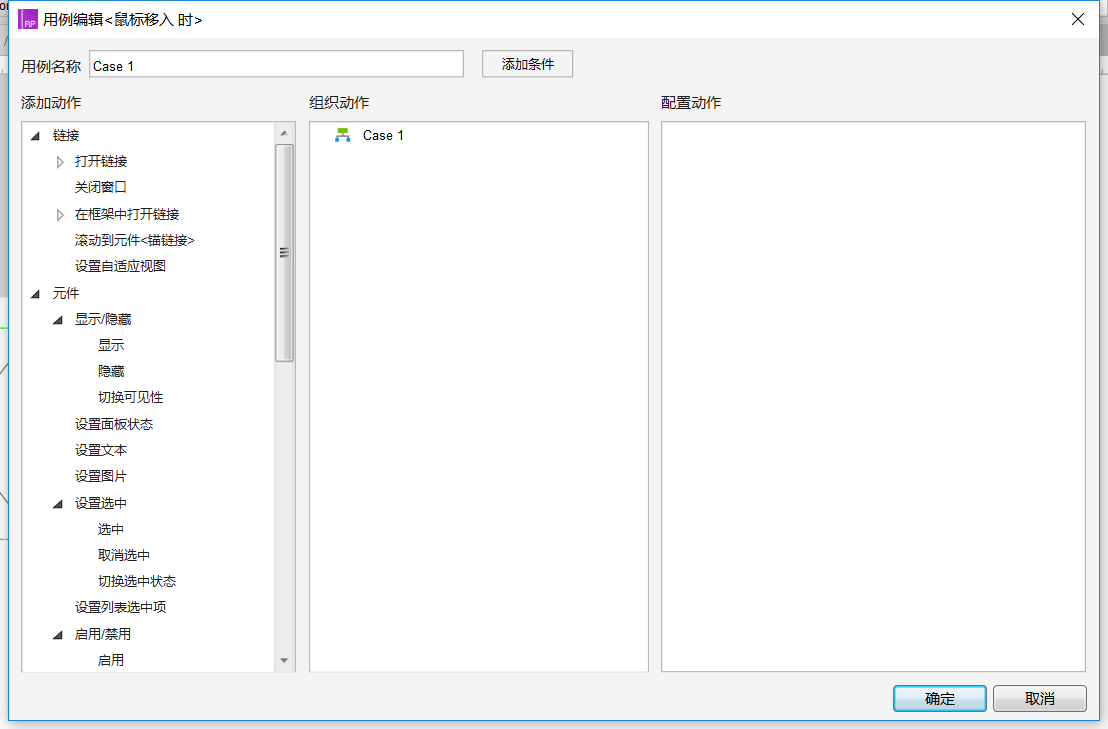 用例编辑<鼠标移入 时>
用例名称 Case 1 添加条件
添加动作 组织动作 配置动作
链接
打开链接
关闭窗口
在框架中打开链接
滚动到元件<锚链接>
设置自适应视图
元件
显示/隐藏
显示
隐藏
切换可见性
设置面板状态
设置文本
设置图片
设置选中
选中
取消选中
切换选中状态
设置列表选中项
启用/禁用
启用
Case 1
确定 取消